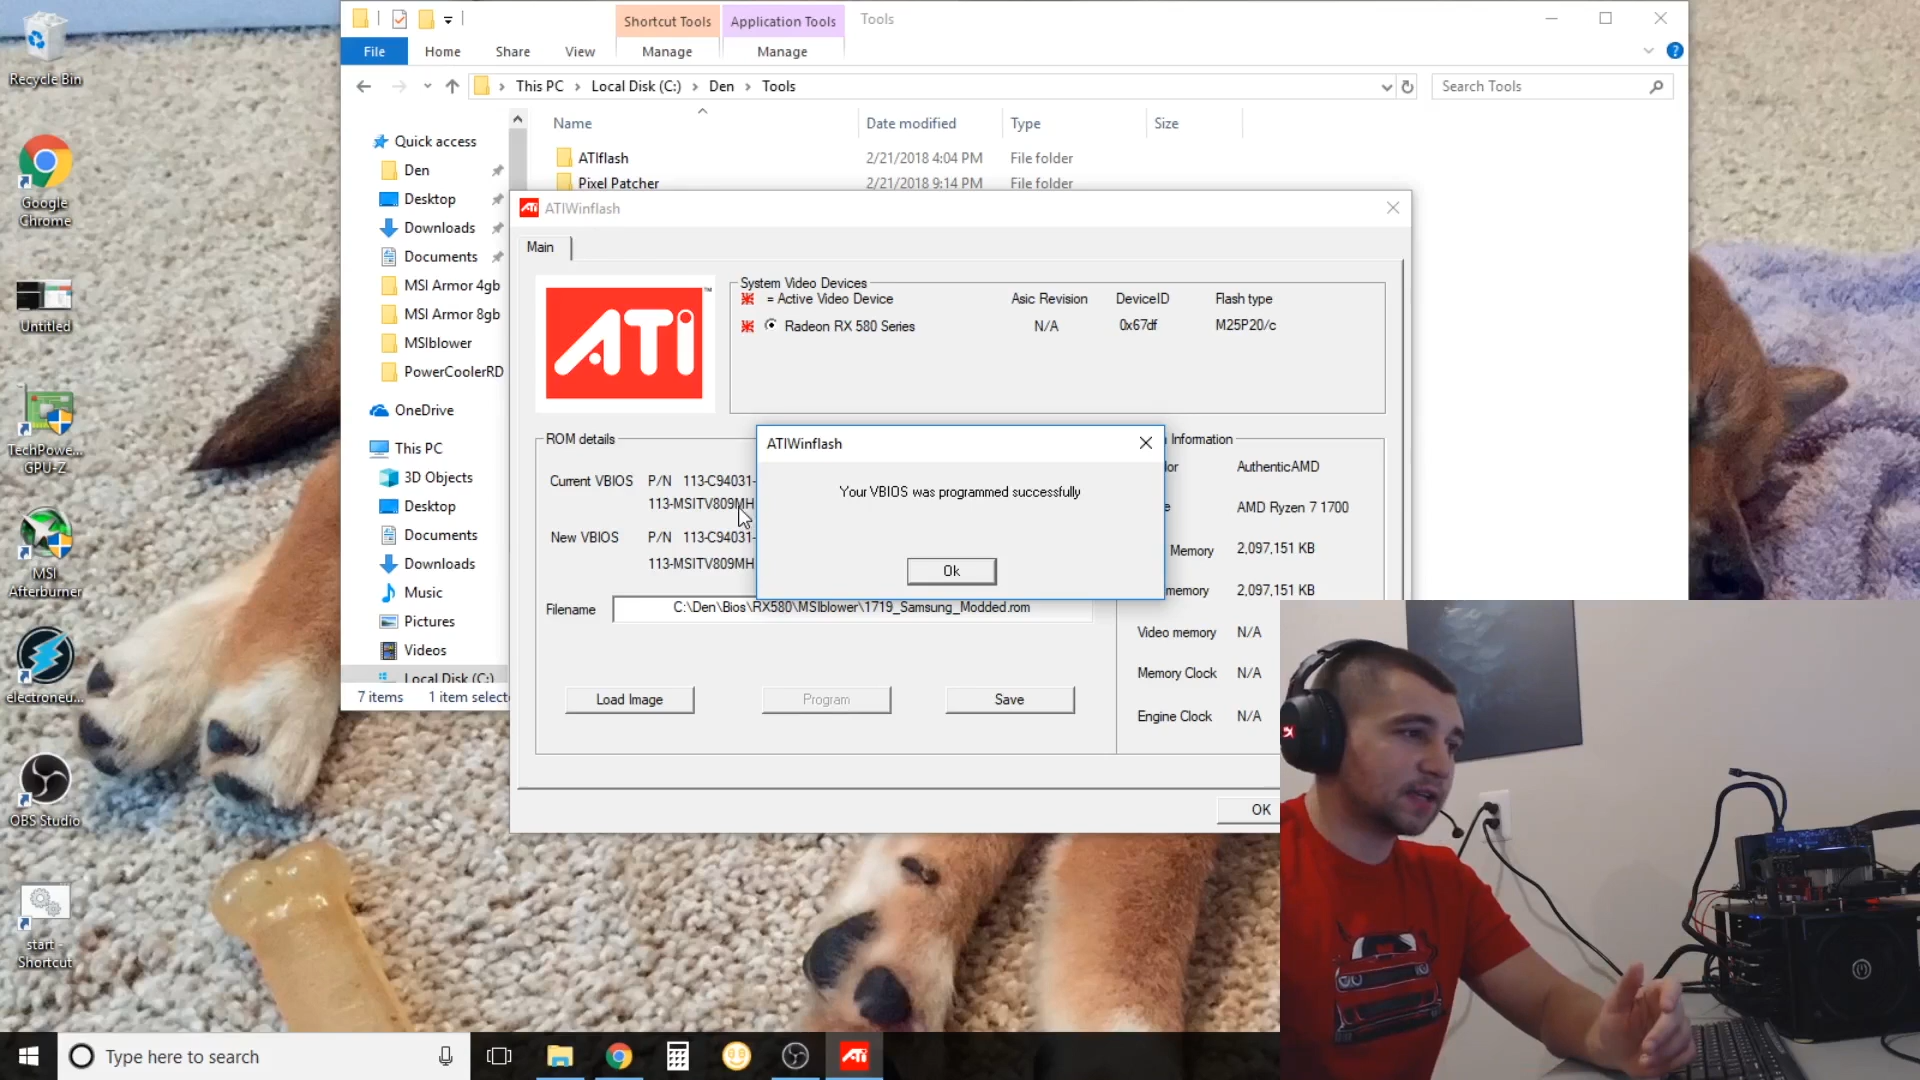 Shortcut Tools
Application Tools
Tools
File
Home
Share
View
Manage
Manage
This PC
Local Disk (C:)
Den
Tools
Search Tools
Name
Date modified
Type
Size
ATIflash
2/21/2018 4:04 PM
File folder
Pixel Patcher
2/21/2018 9:14 PM
File folder
Quick access
Den
Desktop
Downloads
Documents
MSI Armor 4gb
MSI Armor 8gb
MSIblower
PowerCoolerRD
OneDrive
This PC
3D Objects
Desktop
Documents
Downloads
Music
Pictures
Videos
Local Disk (C:)
7 items
1 item select
ATIWinflash
Main
ATI
TM
System Video Devices
= Active Video Device
Asic Revision
DeviceID
Flash type
Radeon RX 580 Series
N/A
0x67df
M25P20/c
ROM details
Current VBIOS
P/N 113-C94031-
113-MSITV809MH
New VBIOS
P/N 113-C94031-
113-MSITV809MH
Filename
C:\Den\Bios\RX580\MSIblower\1719_Samsung_Modded.rom
Load Image
Program
Save
ATIWinflash
Your VBIOS was programmed successfully
Ok
Information
AuthenticAMD
AMD Ryzen 7 1700
Memory
2,097,151 KB
memory
2,097,151 KB
Video memory
N/A
Memory Clock
N/A
Engine Clock
N/A
OK
Recycle Bin
Google
Chrome
Untitled
TechPowe...
GPU-Z
MSI
Afterburner
electroneu...
OBS Studio
start -
Shortcut
Type here to search
ATI